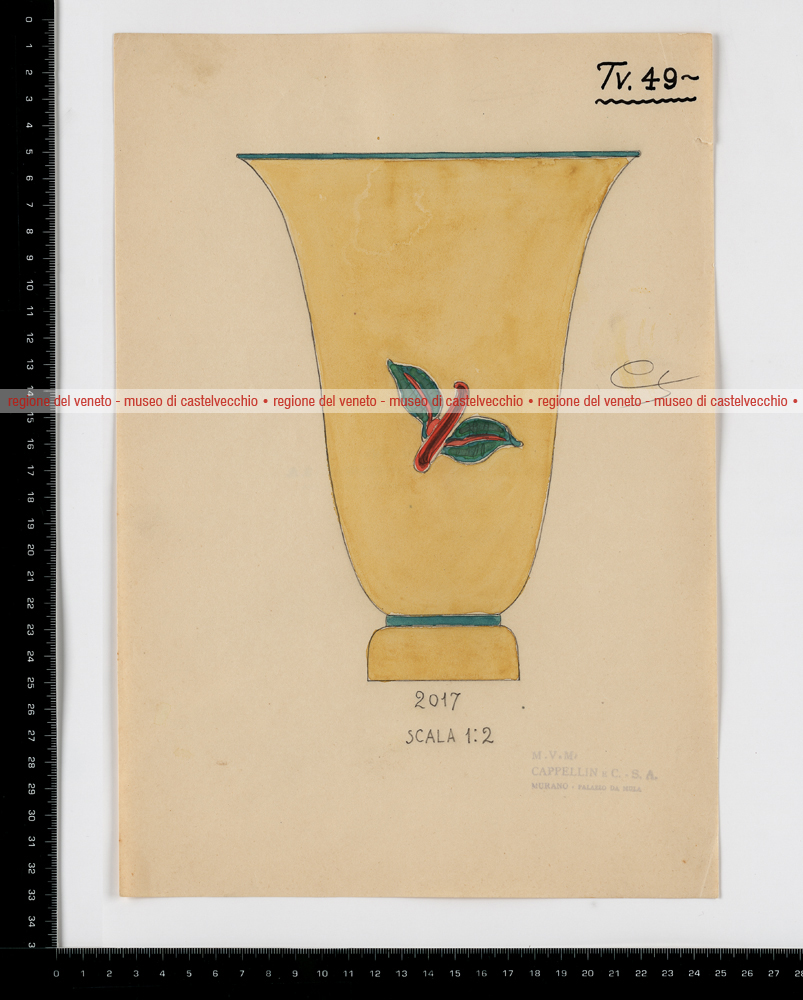 Tv. 49~
regione del veneto - museo di castelvecchio • regione del veneto - museo di castelvecchio • regione del veneto - museo di castelvecchio •
2017
SCALA 1:2
M.V.M.
CAPPELLIN E C. S. A.
MURANO - PALAZZO DA MULA
0 1 2 3 4 5 6 7 8 9 10 11 12 13 14 15 16 17 18 19 20 21 22 23 24 25 26 27 28 29 30 31 32 33 34 3
0 1 2 3 4 5 6 7 8 9 10 11 12 13 14 15 16 17 18 19 20 21 22 23 24 25 26 27 28